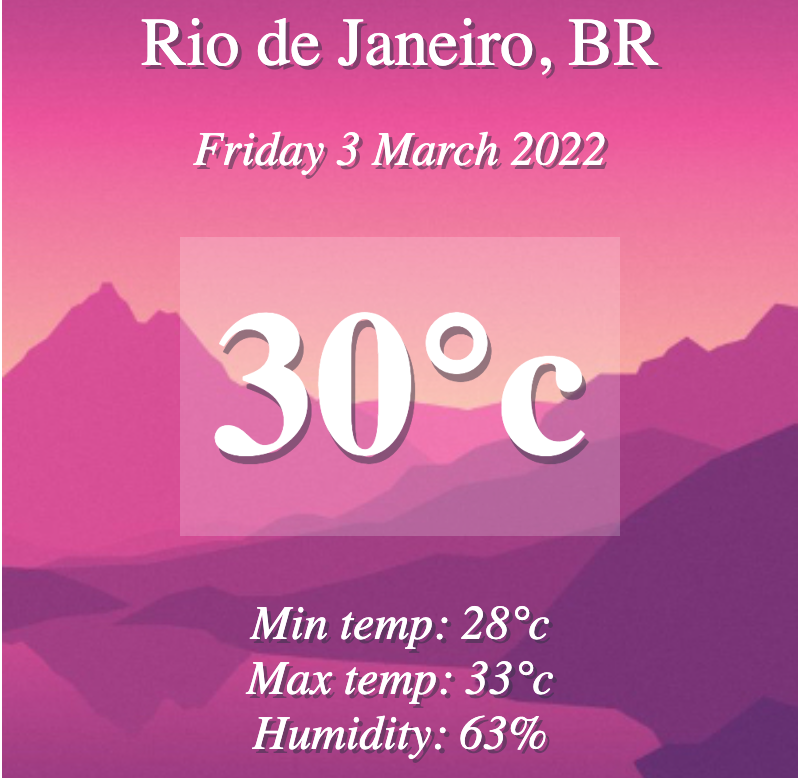 Rio de Janeiro, BR
Friday 3 March 2022
30°c
Min temp: 28°c
Max temp: 33°c
Humidity: 63%